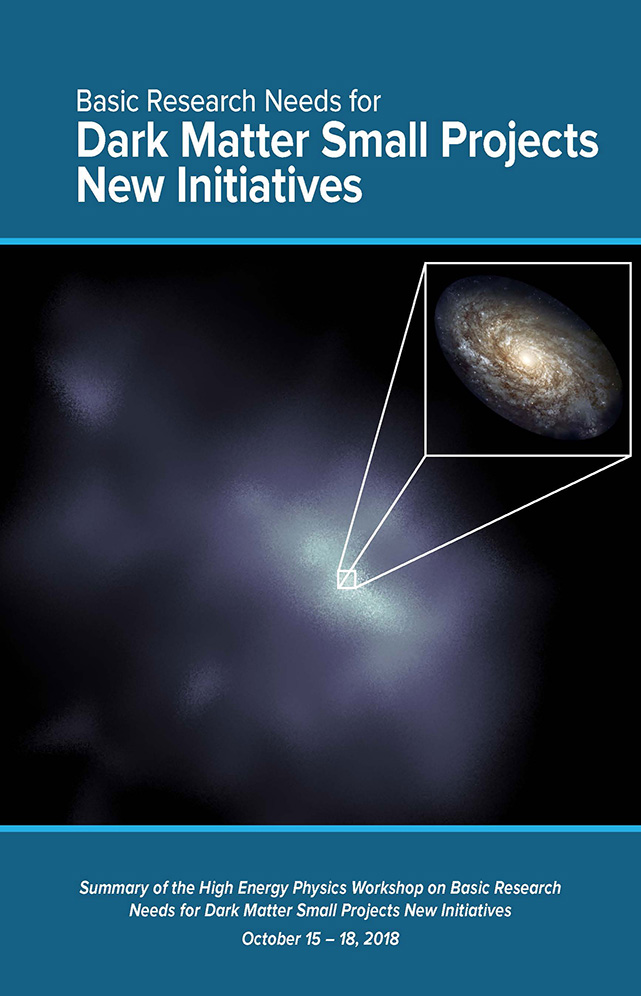 Basic Research Needs for
Dark Matter Small Projects
New Initiatives
Summary of the High Energy Physics Workshop on Basic Research
Needs for Dark Matter Small Projects New Initiatives
October 15 – 18, 2018